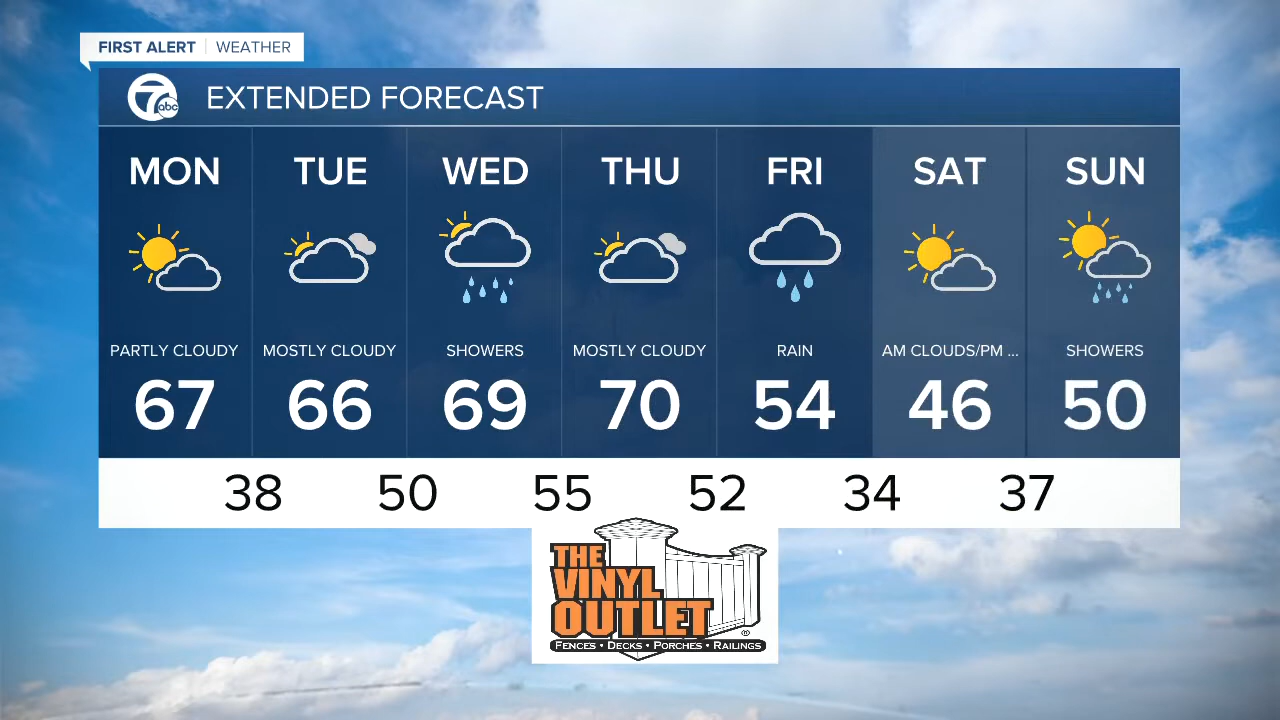 FIRST ALERT | WEATHER
7 abc EXTENDED FORECAST
MON TUE WED THU FRI SAT SUN
PARTLY CLOUDY MOSTLY CLOUDY SHOWERS MOSTLY CLOUDY RAIN AM CLOUDS/PM ... SHOWERS
67 66 69 70 54 46 50
38 50 55 52 34 37
THE
VINYL
OUTLET
®
FENCES • DECKS • PORCHES • RAILINGS